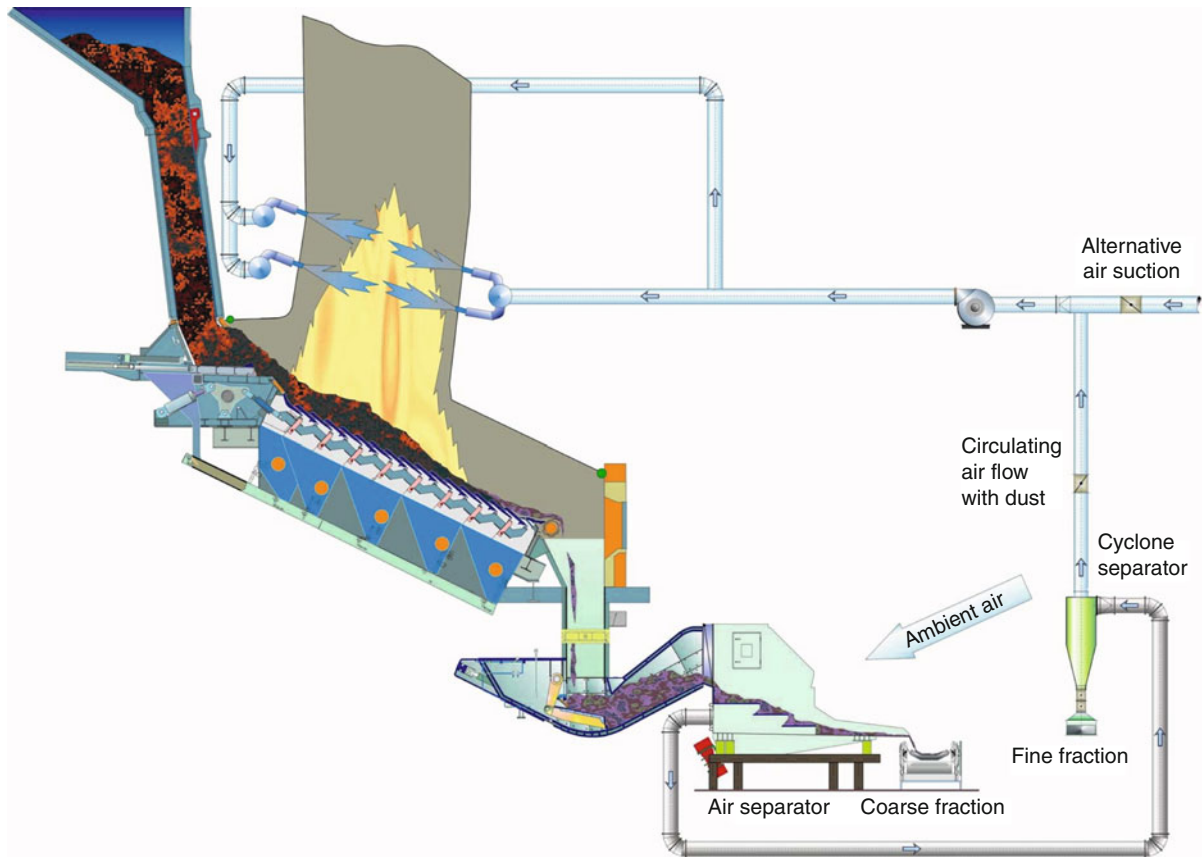 Alternative
air suction
Circulating
air flow
with dust
Cyclone
separator
Ambient air
Fine fraction
Air separator
Coarse fraction